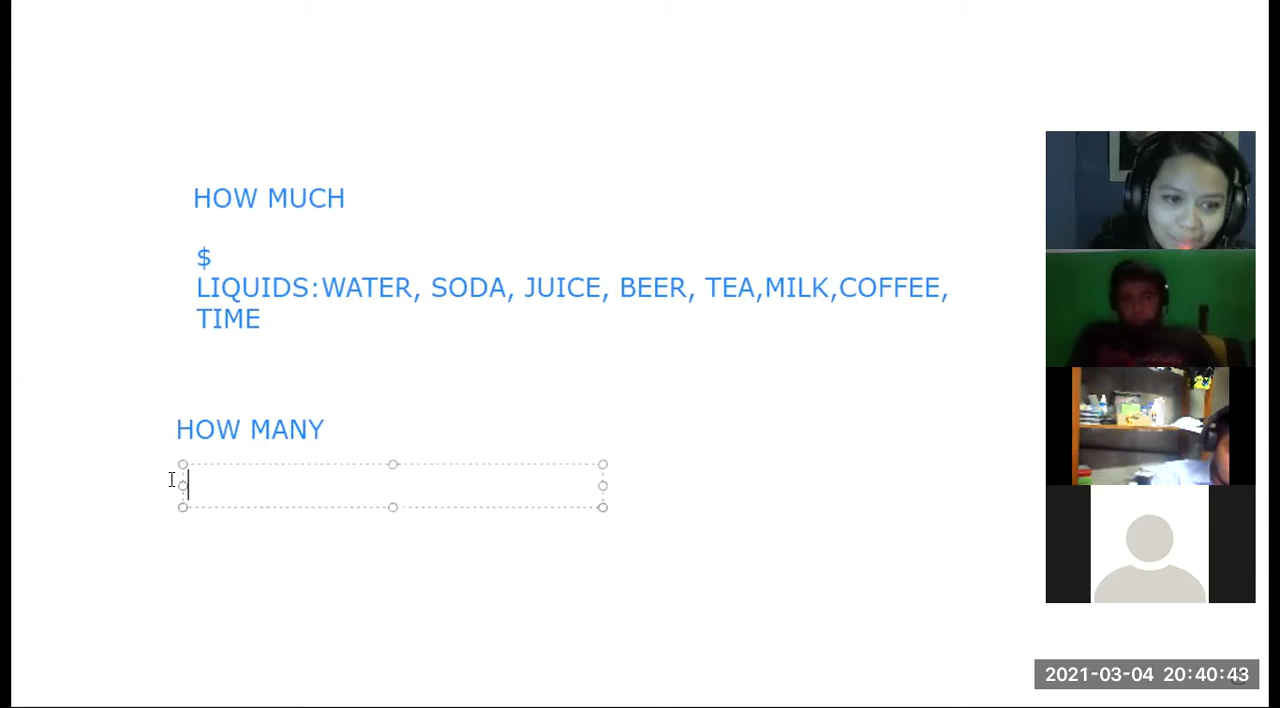 HOW MUCH
$
LIQUIDS:WATER, SODA, JUICE, BEER, TEA,MILK,COFFEE,
TIME
HOW MANY
2021-03-04 20:40:43